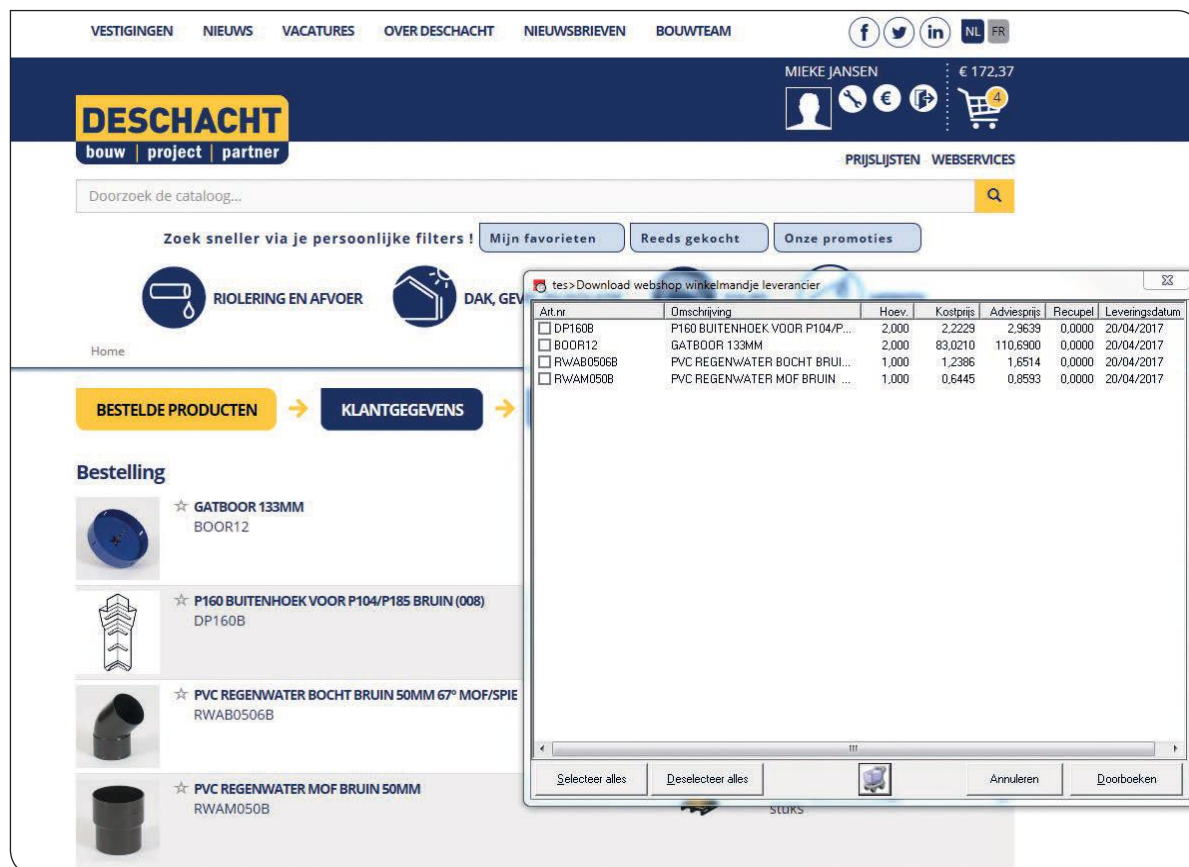 VESTIGINGEN NIEUWS VACATURES OVER DESCHACHT NIEUWSBRIEVEN BOUWTEAM f in NL FR
MIEKE JANSEN € 172,37
€ 4
DESCHACHT
bouw | project | partner
PRIJSLIJSTEN WEBSERVICES
Doorzoek de cataloog...
Zoek sneller via je persoonlijke filters ! Mijn favorieten Reeds gekocht Onze promoties
RIOLERING EN AFVOER DAK, GEV
Home
BESTELDE PRODUCTEN KLANTGEGEVENS
Bestelling
GATBOOR 133MM
BOOR12
P160 BUITENHOEK VOOR P104/P185 BRUIN (008)
DP160B
PVC REGENWATER BOCHT BRUIN 50MM 67° MOF/SPIE
RWAB0506B
PVC REGENWATER MOF BRUIN 50MM
RWAM050B
stuks
tes>Download webshop winkelmandje leverancier
Art.nr Omschrijving Hoev. Kostprijs Adviesprijs Recupel Leveringsdatum
DP160B P160 BUITENHOEK VOOR P104/P... 2,000 2,2229 2,9639 0,0000 20/04/2017
BOOR12 GATBOOR 133MM 2,000 83,0210 110,6900 0,0000 20/04/2017
RWAB0506B PVC REGENWATER BOCHT BRUI... 1,000 1,2386 1,6514 0,0000 20/04/2017
RWAM050B PVC REGENWATER MOF BRUIN ... 1,000 0,6445 0,8593 0,0000 20/04/2017
Selecteer alles Deselecteer alles Annuleren Doorboeken